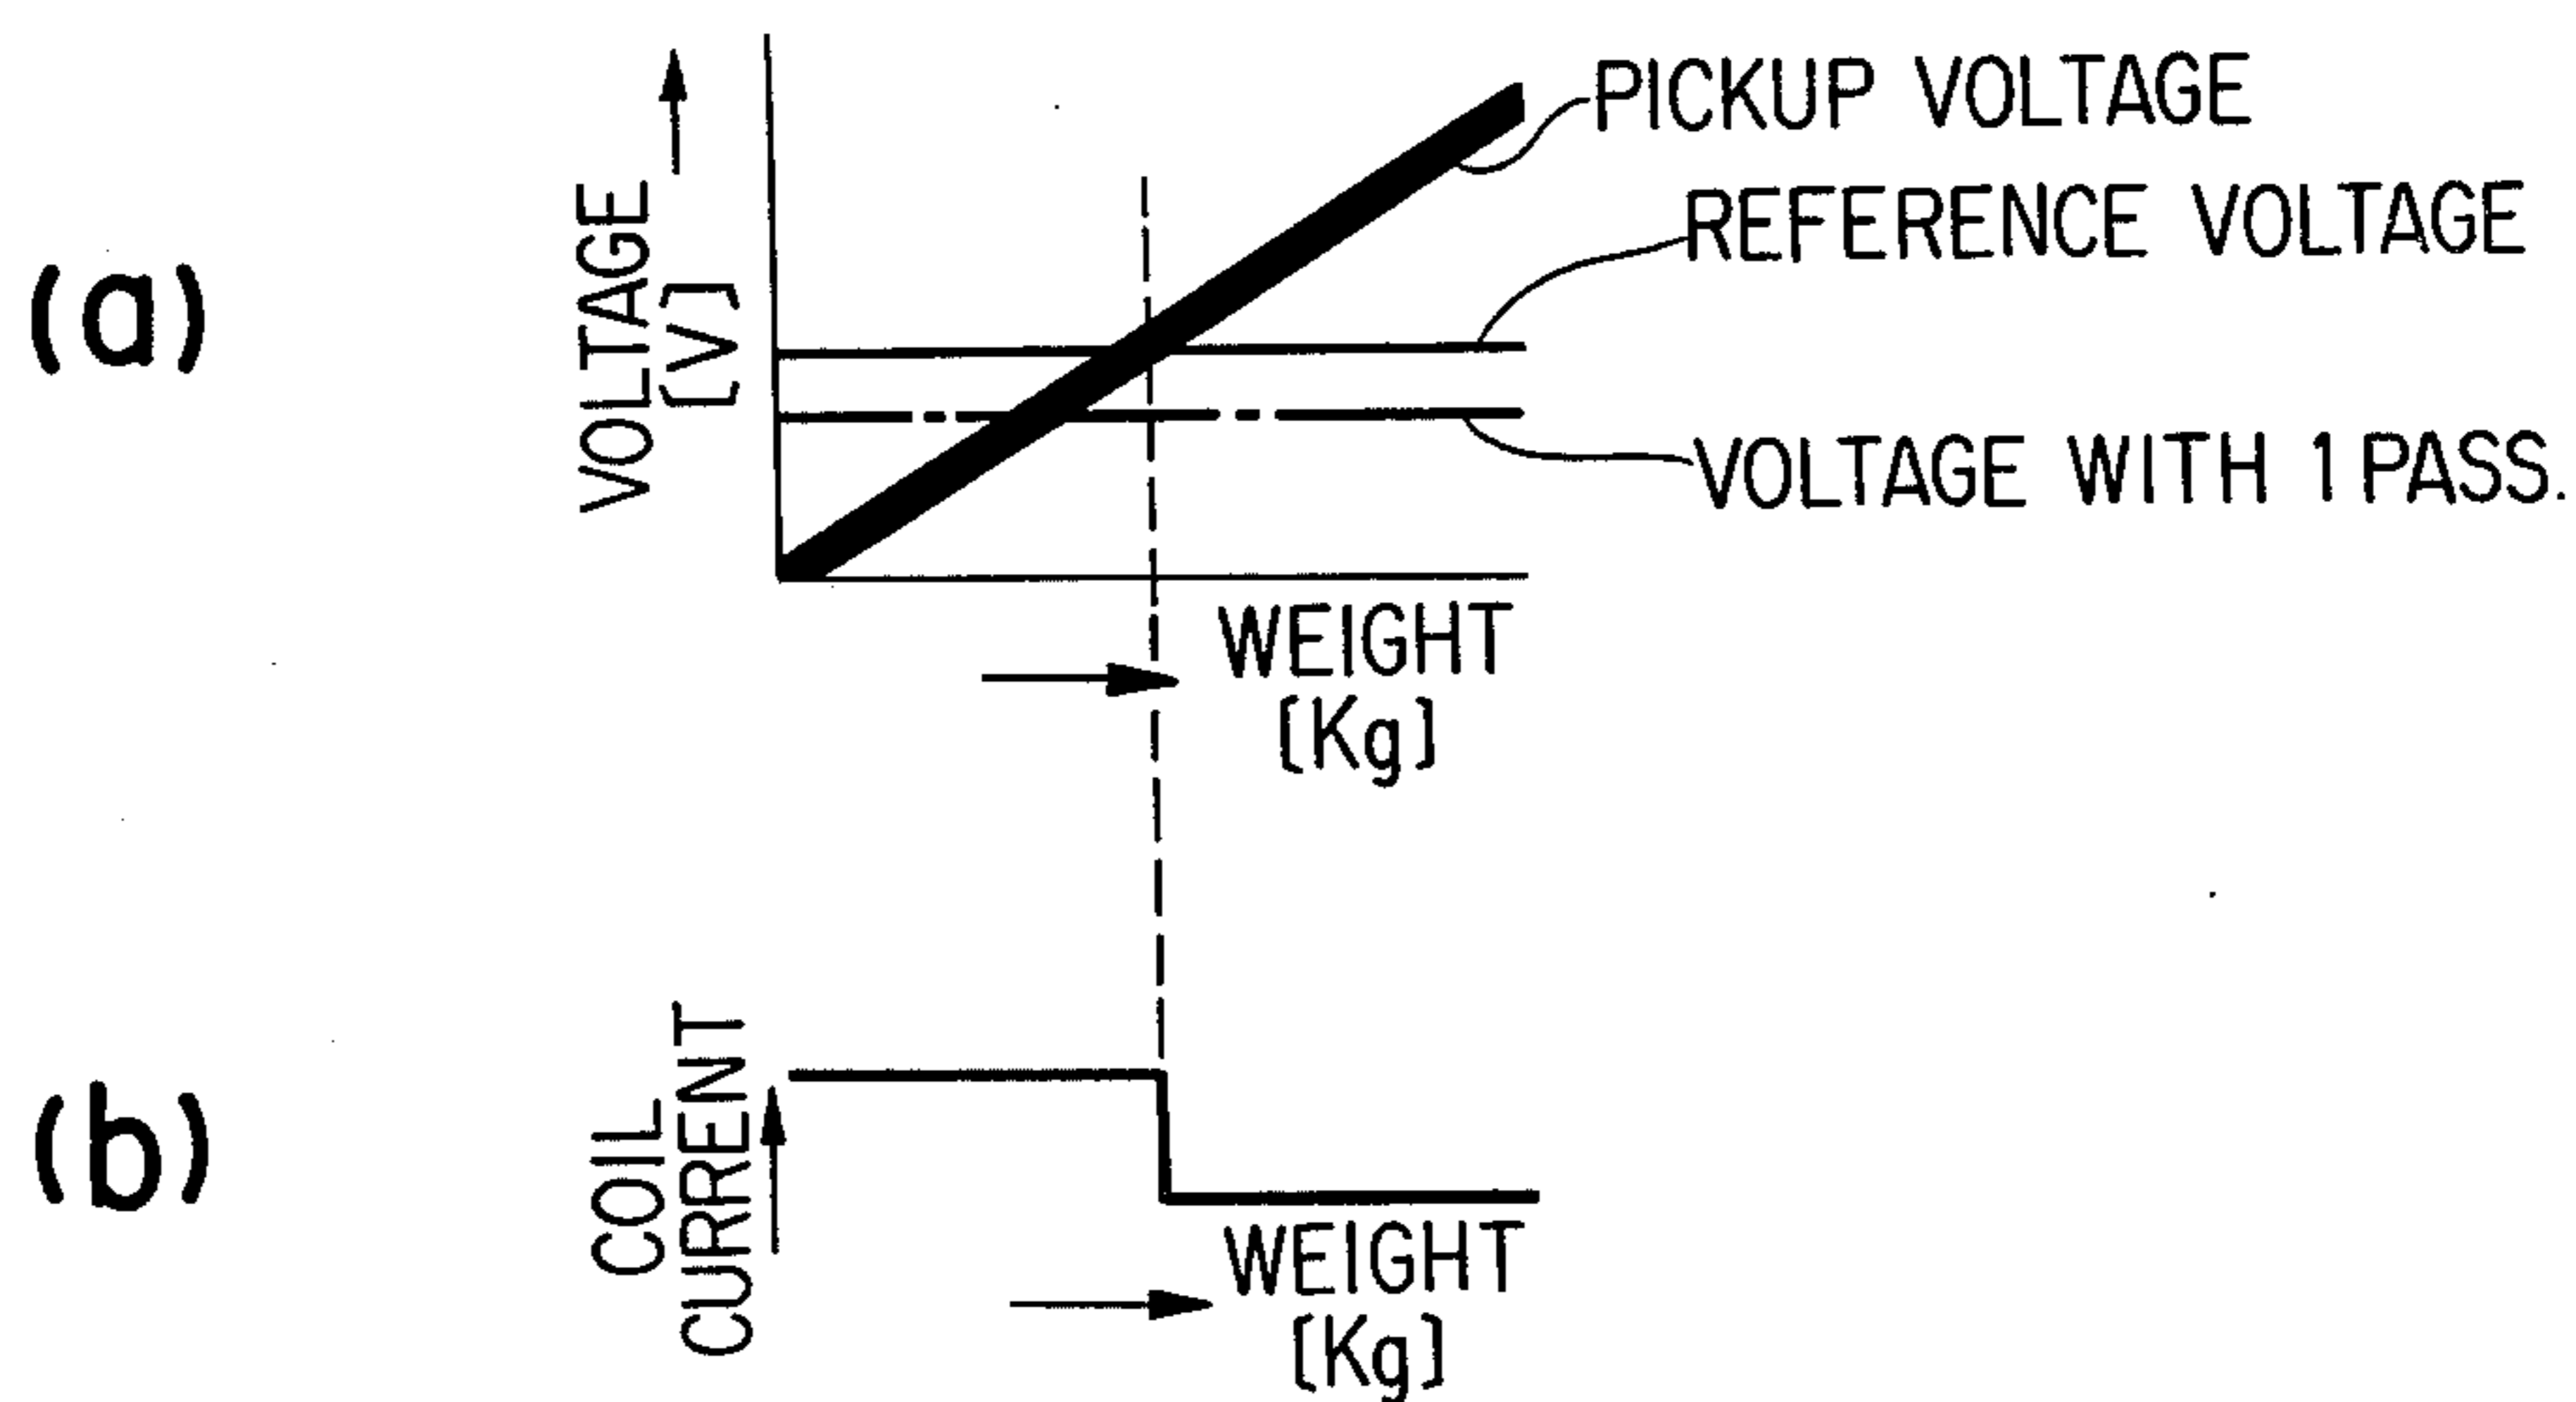 (a)
VOLTAGE
[V]
PICKUP VOLTAGE
REFERENCE VOLTAGE
VOLTAGE WITH 1 PASS.
WEIGHT
[Kg]
(b)
COIL
CURRENT
WEIGHT
[Kg]